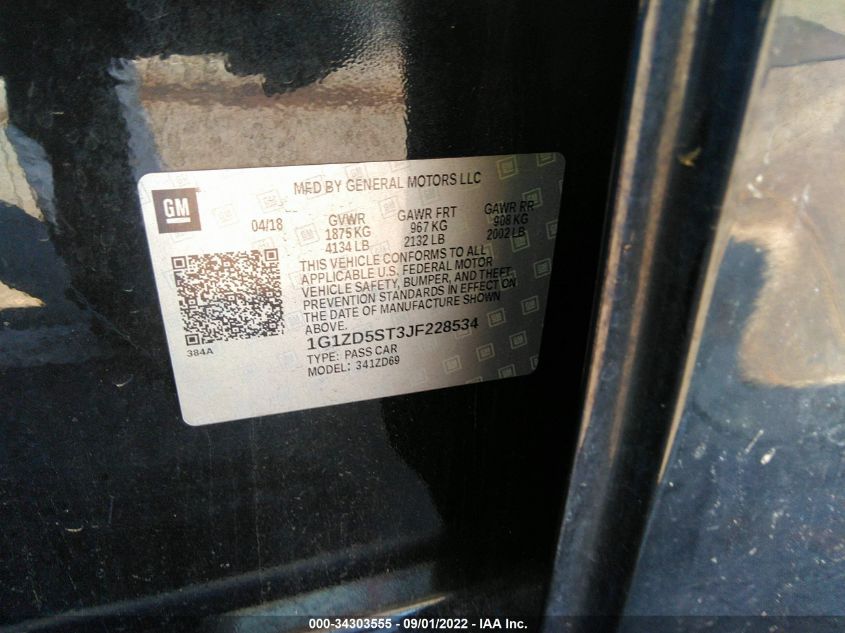 MFD BY GENERAL MOTORS LLC
GM
04/18
GVWR
1875 KG
4134 LB
GAWR FRT
967 KG
2132 LB
GAWR RR
908 KG
2002 LB
THIS VEHICLE CONFORMS TO ALL
APPLICABLE U.S. FEDERAL MOTOR
VEHICLE SAFETY, BUMPER, AND THEFT
PREVENTION STANDARDS IN EFFECT ON
THE DATE OF MANUFACTURE SHOWN
ABOVE.
384A
1G1ZD5ST3JF228534
TYPE: PASS CAR
MODEL: 341ZD69
000-34303555 - 09/01/2022 - IAA Inc.